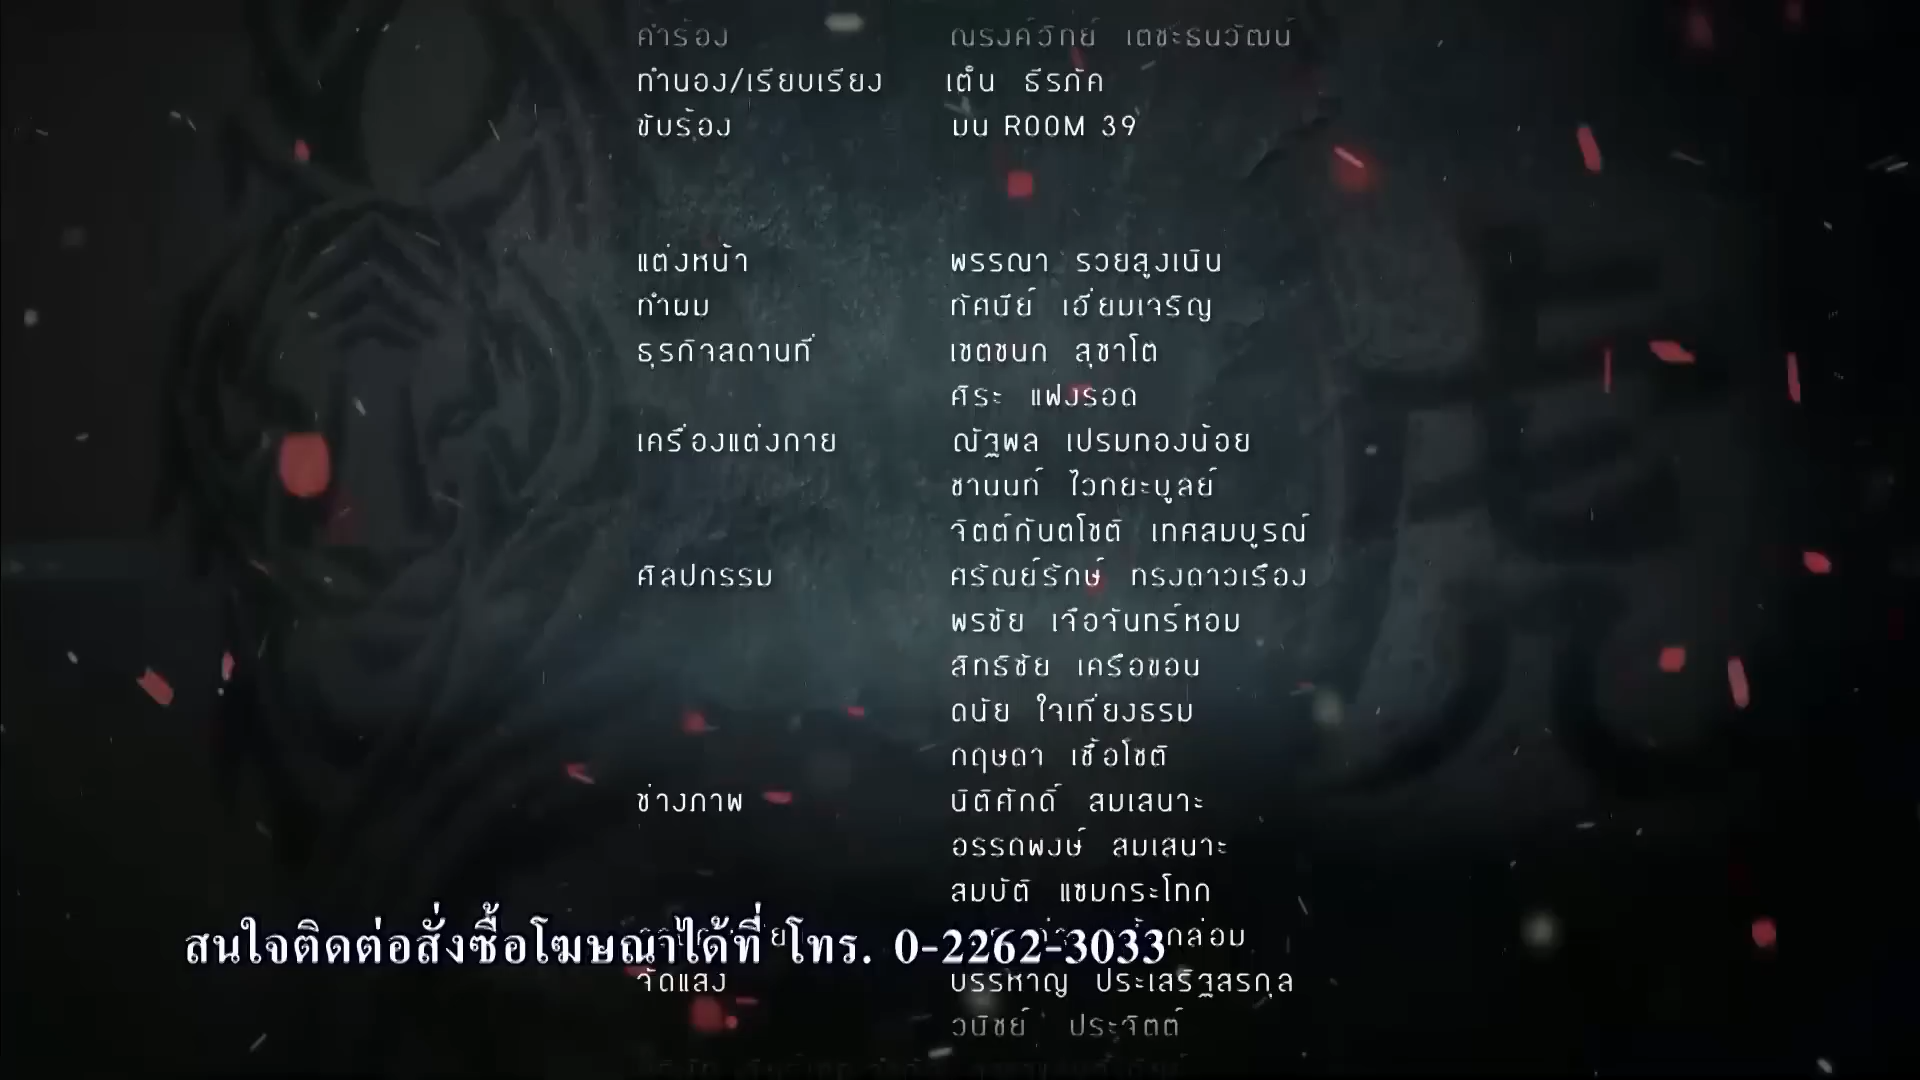 คำร้อง ณรงค์วิทย์ เตชะธนวัฒน์
ทำนอง/เรียบเรียง เต็น ธีรภัค
ขับร้อง มน ROOM 39
แต่งหน้า พรรณา รวยสูงเนิน
ทำผม ทัศนีย์ เอี่ยมเจริญ
ธุรกิจสถานที่ เชตชนก สุชาโต
ศิระ แฟงรอด
เครื่องแต่งกาย ณัฐพล เปรมทองน้อย
ชานนท์ ไวทยะบูลย์
จิตต์กันตโชติ เทศสมบูรณ์
ศิลปกรรม ศรัณย์รักษ์ ทรงดาวเรือง
พรชัย เจือจันทร์หอม
สิทธิชัย เครือขอน
ดนัย ใจเที่ยงธรรม
กฤษดา เชื้อโชติ
ช่างภาพ นิติศักดิ์ สมเสนาะ
อรรถพงษ์ สมเสนาะ
สมบัติ แซมกระโทก
กล่อม
สนใจติดต่อสั่งซื้อโฆษณาได้ที่ โทร. 0-2262-3033
จัดแสง บรรหาญ ประเสริฐสรกุล
วนิชย์ ประจิตต์